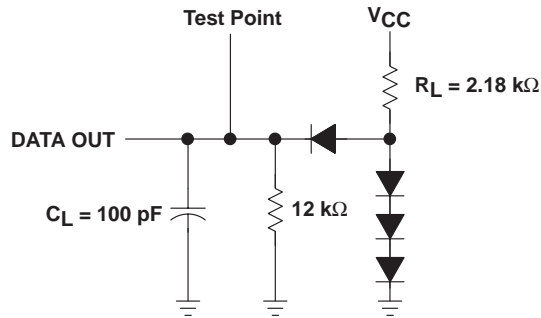 Test Point
VCC
RL = 2.18 kΩ
DATA OUT
CL = 100 pF
12 kΩ